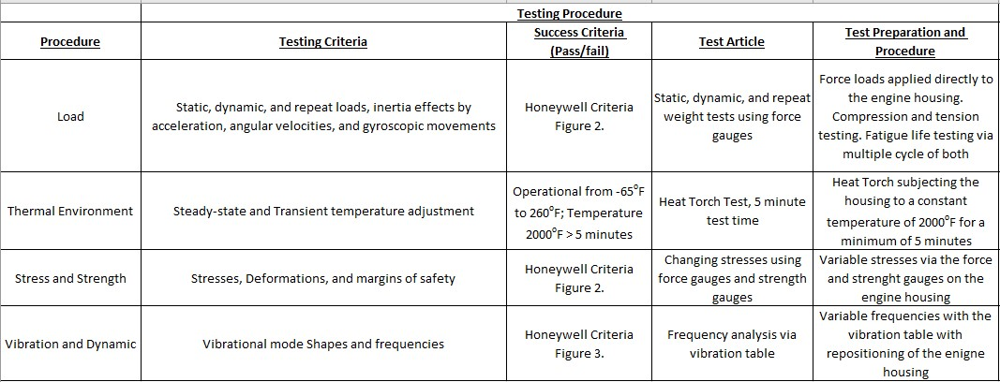 Testing Procedure
Procedure
Testing Criteria
Success Criteria
(Pass/fail)
Test Article
Test Preparation and
Procedure
Load
Static, dynamic, and repeat loads, inertia effects by
acceleration, angular velocities, and gyroscopic movements
Honeywell Criteria
Figure 2.
Static, dynamic, and repeat
weight tests using force
gauges
Force loads applied directly to
the engine housing.
Compression and tension
testing. Fatigue life testing via
multiple cycle of both
Thermal Environment
Steady-state and Transient temperature adjustment
Operational from -65⁰F
to 260⁰F; Temperature
2000⁰F > 5 minutes
Heat Torch Test, 5 minute
test time
Heat Torch subjecting the
housing to a constant
temperature of 2000⁰F for a
minimum of 5 minutes
Stress and Strength
Stresses, Deformations, and margins of safety
Honeywell Criteria
Figure 2.
Changing stresses using
force gauges and strength
gauges
Variable stresses via the force
and strenght gauges on the
engine housing
Vibration and Dynamic
Vibrational mode Shapes and frequencies
Honeywell Criteria
Figure 3.
Frequency analysis via
vibration table
Variable frequencies with the
vibration table with
repositioning of the enigne
housing